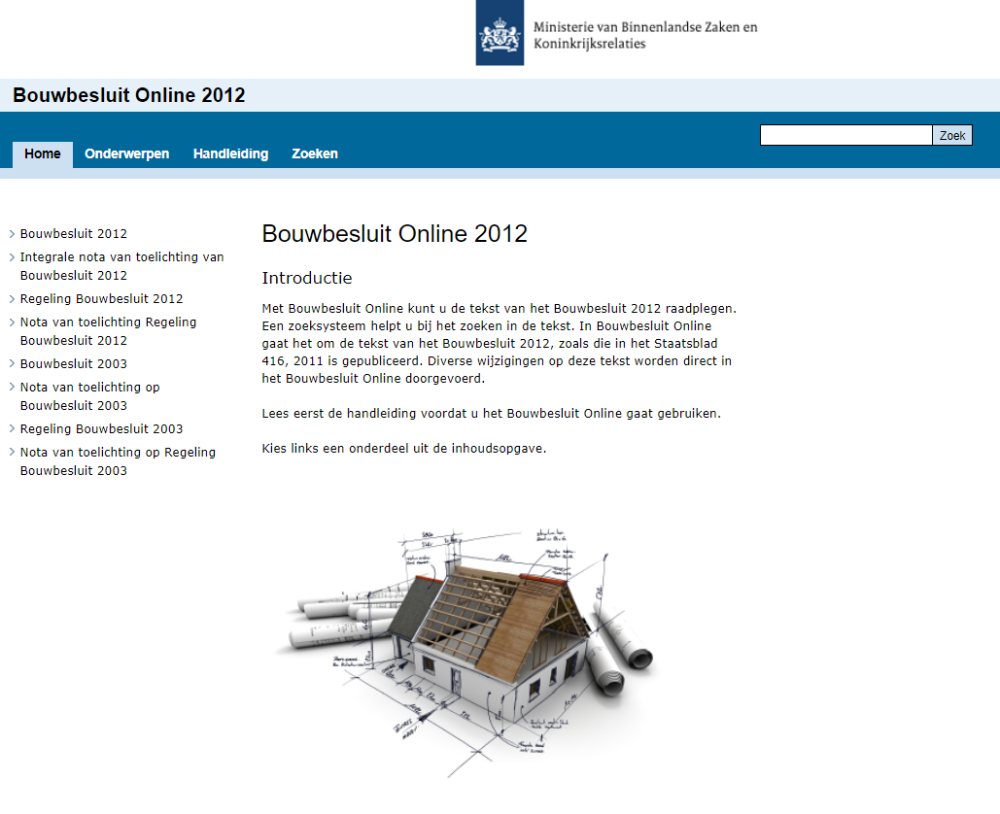 Ministerie van Binnenlandse Zaken en
Koninkrijksrelaties
Bouwbesluit Online 2012
Zoek
Home Onderwerpen Handleiding Zoeken
Bouwbesluit 2012
Integrale nota van toelichting van
Bouwbesluit 2012
Regeling Bouwbesluit 2012
Nota van toelichting Regeling
Bouwbesluit 2012
Bouwbesluit 2003
Nota van toelichting op
Bouwbesluit 2003
Regeling Bouwbesluit 2003
Nota van toelichting op Regeling
Bouwbesluit 2003
Bouwbesluit Online 2012
Introductie
Met Bouwbesluit Online kunt u de tekst van het Bouwbesluit 2012 raadplegen.
Een zoeksysteem helpt u bij het zoeken in de tekst. In Bouwbesluit Online
gaat het om de tekst van het Bouwbesluit 2012, zoals die in het Staatsblad
416, 2011 is gepubliceerd. Diverse wijzigingen op deze tekst worden direct in
het Bouwbesluit Online doorgevoerd.
Lees eerst de handleiding voordat u het Bouwbesluit Online gaat gebruiken.
Kies links een onderdeel uit de inhoudsopgave.